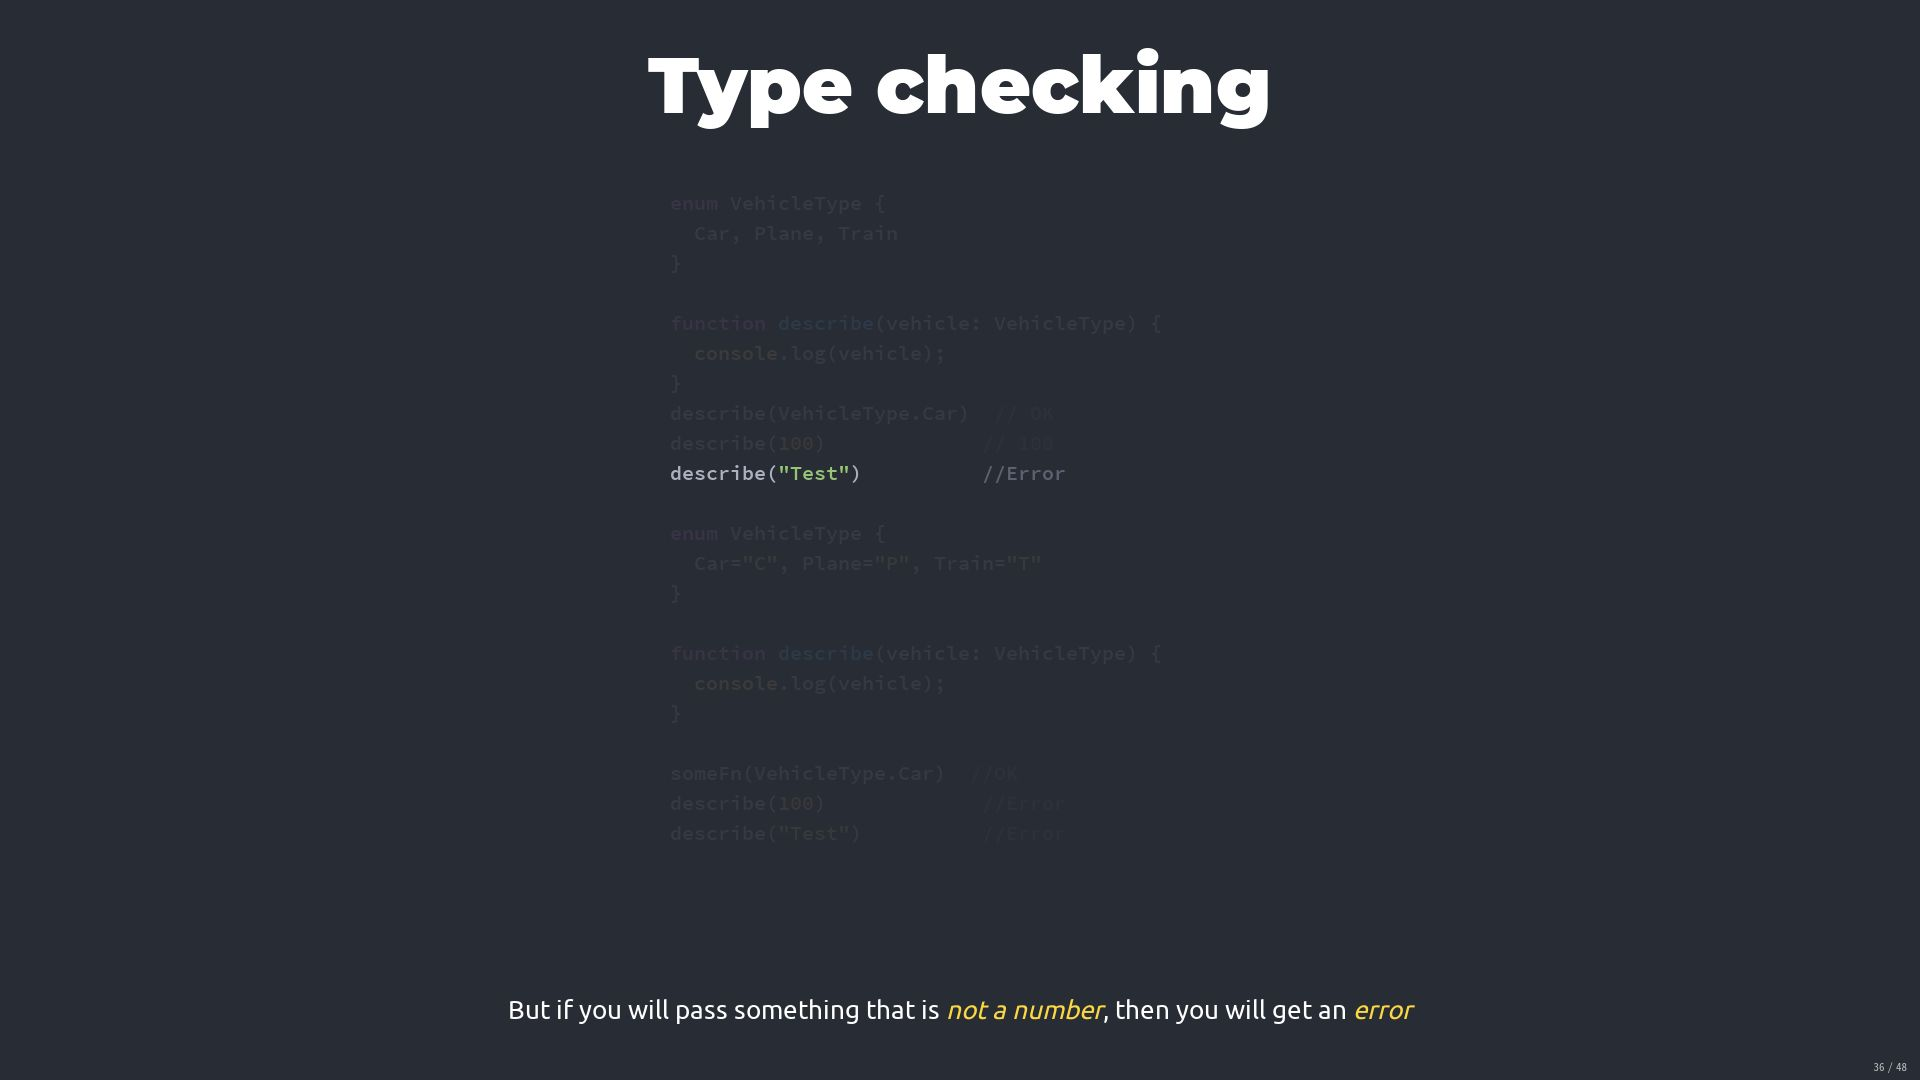 Type checking
enum VehicleType {
  Car, Plane, Train
}
function describe(vehicle: VehicleType) {
  console.log(vehicle);
}
describe(VehicleType.Car)  // OK
describe(100)             // 100
describe("Test")          //Error
enum VehicleType {
  Car="C", Plane="P", Train="T"
}
function describe(vehicle: VehicleType) {
  console.log(vehicle);
}
someFn(VehicleType.Car)  //OK
describe(100)             //Error
describe("Test")          //Error
But if you will pass something that is not a number, then you will get an error
36 / 48